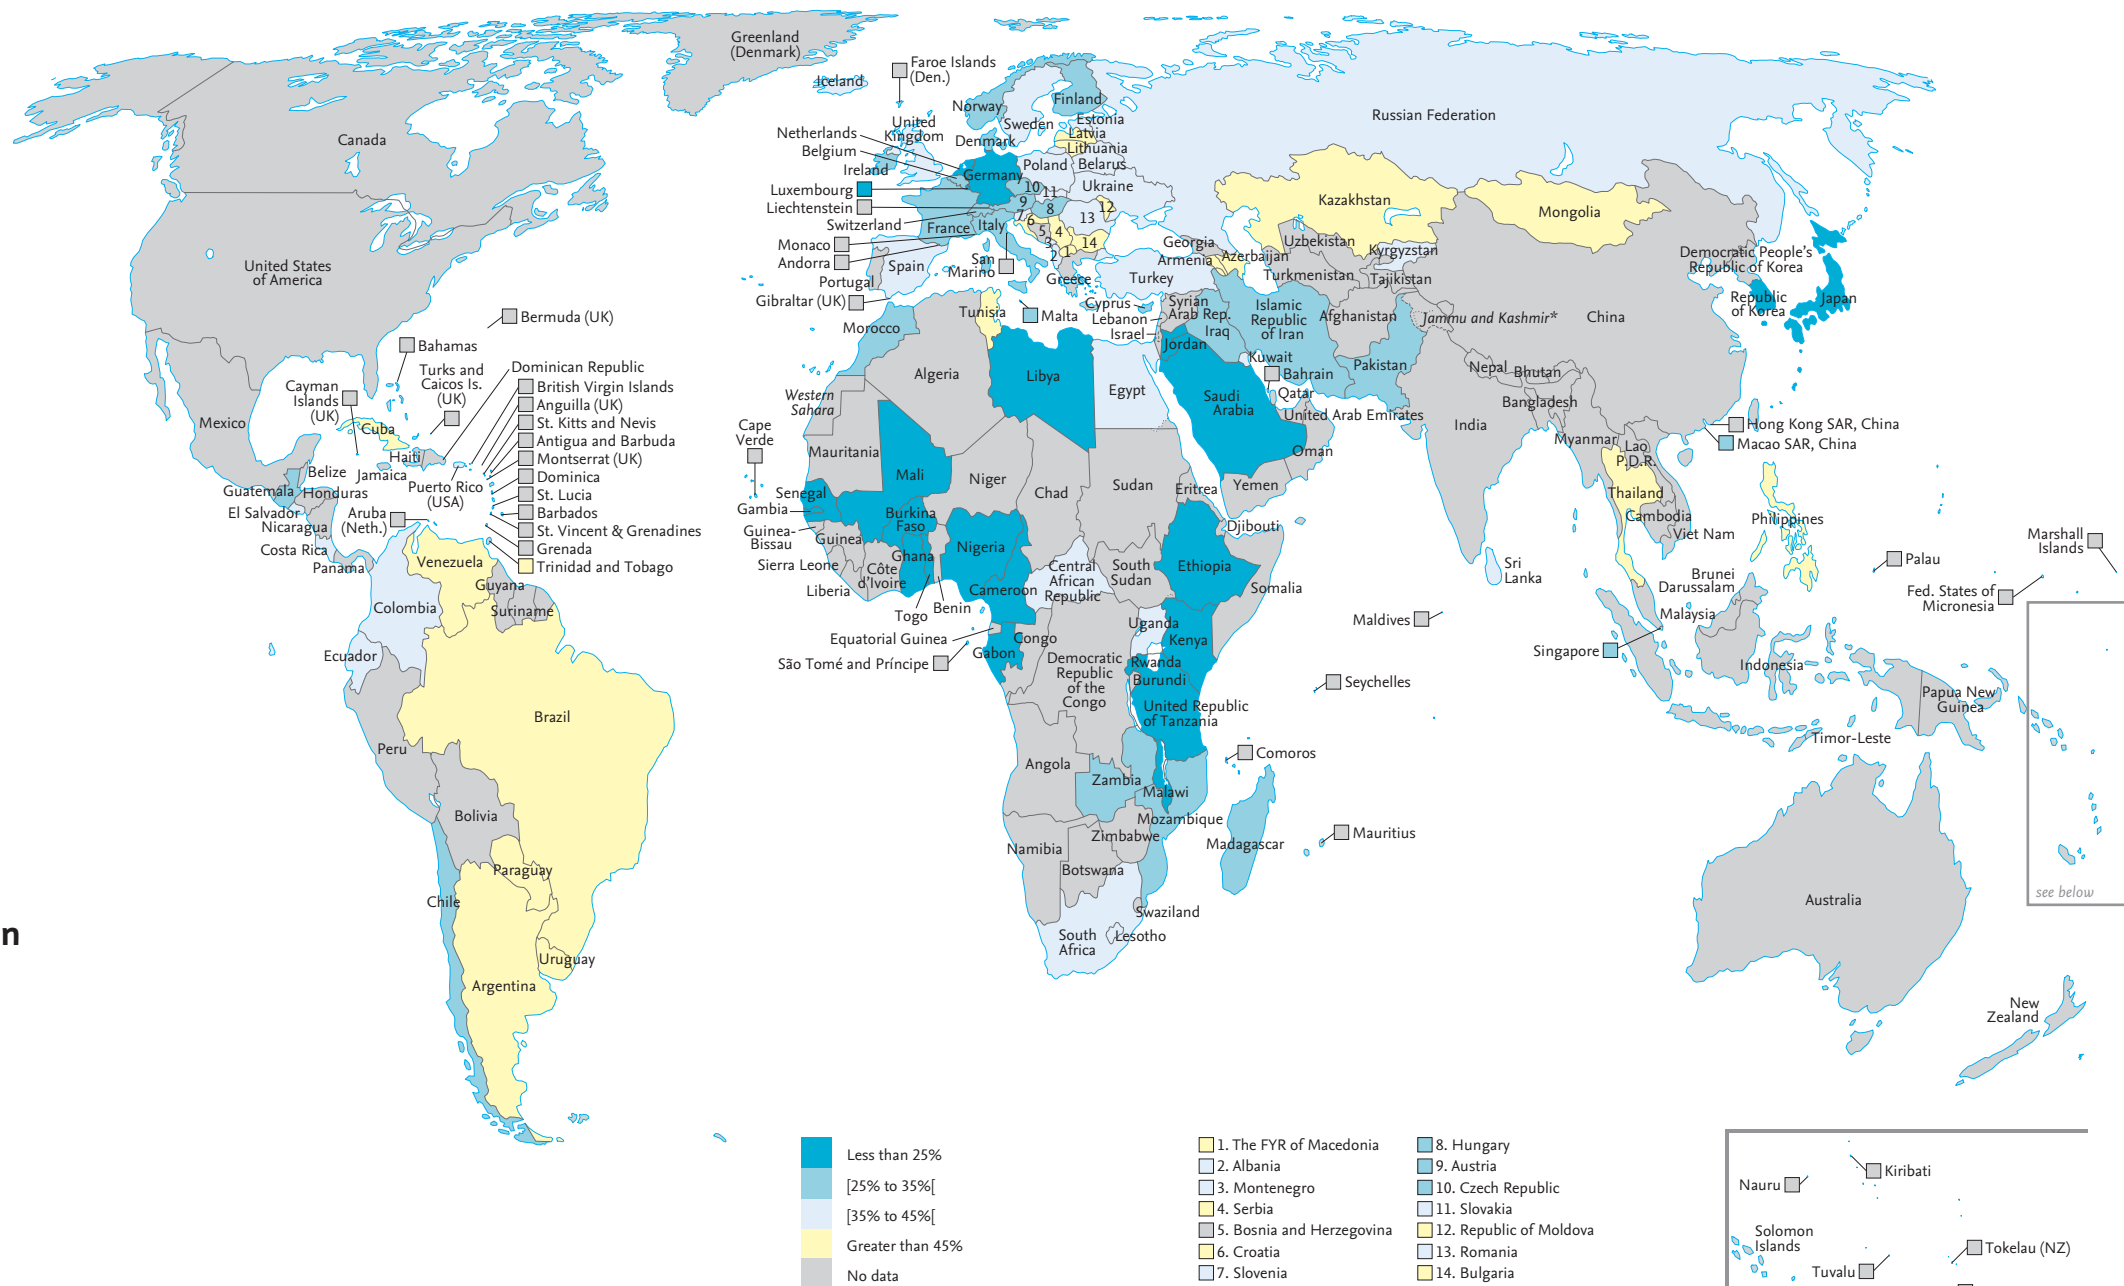 Greenland
(Denmark)
Faroe Islands
(Den.)
Iceland
Norway
Finland
Sweden
Estonia
Latvia
Lithuania
Denmark
United
Kingdom
Netherlands
Belgium
Ireland
Luxembourg
Liechtenstein
Switzerland
Monaco
Andorra
Portugal
Gibraltar (UK)
Germany
Poland
Belarus
Ukraine
10
11
9
8
7
6
5
4
3
2
1
12
13
14
France
Italy
Spain
San
Marino
Greece
Malta
Russian Federation
Kazakhstan
Mongolia
Georgia
Armenia
Azerbaijan
Uzbekistan
Kyrgyzstan
Turkmenistan
Tajikistan
Turkey
Cyprus
Lebanon
Israel
Syrian
Arab Rep.
Iraq
Islamic
Republic
of Iran
Afghanistan
Jammu and Kashmir*
China
Democratic People's
Republic of Korea
Republic
of Korea
Japan
Jordan
Kuwait
Bahrain
Qatar
Saudi
Arabia
United Arab Emirates
Oman
Yemen
Pakistan
Nepal
Bhutan
Bangladesh
India
Myanmar
Lao
P.D.R.
Thailand
Cambodia
Viet Nam
Hong Kong SAR, China
Macao SAR, China
Philippines
Sri
Lanka
Maldives
Brunei
Darussalam
Malaysia
Singapore
Indonesia
Timor-Leste
Papua New
Guinea
Palau
Marshall
Islands
Fed. States of
Micronesia
see below
Australia
New
Zealand
Canada
United States
of America
Mexico
Bermuda (UK)
Bahamas
Turks and
Caicos Is.
(UK)
Cayman
Islands
(UK)
Cuba
Haiti
Jamaica
Belize
Guatemala
Honduras
El Salvador
Nicaragua
Costa Rica
Panama
Aruba
(Neth.)
Puerto Rico
(USA)
Dominican Republic
British Virgin Islands
Anguilla (UK)
St. Kitts and Nevis
Antigua and Barbuda
Montserrat (UK)
Dominica
St. Lucia
Barbados
St. Vincent & Grenadines
Grenada
Trinidad and Tobago
Venezuela
Guyana
Suriname
Colombia
Ecuador
Peru
Brazil
Bolivia
Paraguay
Chile
Uruguay
Argentina
Morocco
Tunisia
Algeria
Libya
Egypt
Western
Sahara
Cape
Verde
Mauritania
Mali
Niger
Chad
Sudan
Eritrea
Djibouti
Senegal
Gambia
Guinea-
Bissau
Guinea
Sierra Leone
Liberia
Côte
d'Ivoire
Burkina
Faso
Ghana
Togo
Benin
Nigeria
Cameroon
Central
African
Republic
South
Sudan
Ethiopia
Somalia
Equatorial Guinea
São Tomé and Príncipe
Gabon
Congo
Democratic
Republic
of the
Congo
Uganda
Kenya
Rwanda
Burundi
United Republic
of Tanzania
Seychelles
Comoros
Angola
Zambia
Malawi
Mozambique
Zimbabwe
Madagascar
Mauritius
Namibia
Botswana
Swaziland
Lesotho
South
Africa
n
Less than 25%
[25% to 35%[
[35% to 45%[
Greater than 45%
No data
1. The FYR of Macedonia
2. Albania
3. Montenegro
4. Serbia
5. Bosnia and Herzegovina
6. Croatia
7. Slovenia
8. Hungary
9. Austria
10. Czech Republic
11. Slovakia
12. Republic of Moldova
13. Romania
14. Bulgaria
Nauru
Kiribati
Solomon
Islands
Tuvalu
Tokelau (NZ)